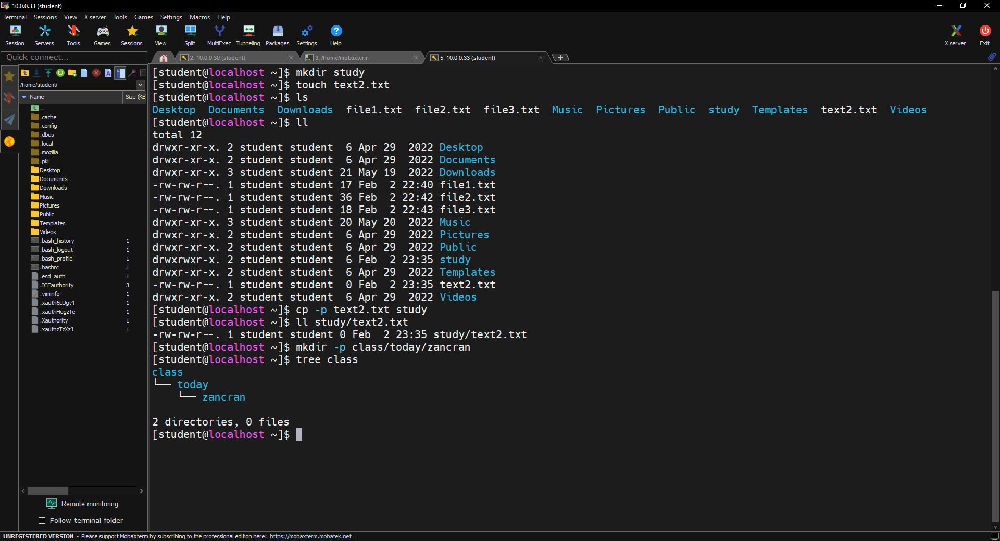 10.0.0.33 (student)
Terminal Sessions View X server Tools Games Settings Macros Help
Session Servers Tools Games Sessions View Split MultiExec Tunneling Packages Settings Help X server Exit
Quick connect...
2. 10.0.0.30 (student)
3. /home/mobaxterm
5. 10.0.0.33 (student)
/home/student/
Name Size (KB
..
.cache
.config
.dbus
.local
.mozilla
.pki
Desktop
Documents
Downloads
Music
Pictures
Public
Templates
Videos
.bash_history 1
.bash_logout 1
.bash_profile 1
.bashrc 1
.esd_auth 1
.ICEauthority 3
.viminfo 1
.xauth6LUgt4 1
.xauthHegzTe 1
.Xauthority 1
.xauthzTzXzJ 1
Remote monitoring
Follow terminal folder
[student@localhost ~]$ mkdir study
[student@localhost ~]$ touch text2.txt
[student@localhost ~]$ ls
Desktop  Documents  Downloads  file1.txt  file2.txt  file3.txt  Music  Pictures  Public  study  Templates  text2.txt  Videos
[student@localhost ~]$ ll
total 12
drwxr-xr-x. 2 student student  6 Apr 29  2022 Desktop
drwxr-xr-x. 2 student student  6 Apr 29  2022 Documents
drwxr-xr-x. 3 student student 21 May 19  2022 Downloads
-rw-rw-r--. 1 student student 17 Feb  2 22:40 file1.txt
-rw-rw-r--. 1 student student 36 Feb  2 22:42 file2.txt
-rw-rw-r--. 1 student student 18 Feb  2 22:43 file3.txt
drwxr-xr-x. 3 student student 20 May 20  2022 Music
drwxr-xr-x. 2 student student  6 Apr 29  2022 Pictures
drwxr-xr-x. 2 student student  6 Apr 29  2022 Public
drwxrwxr-x. 2 student student  6 Feb  2 23:35 study
drwxr-xr-x. 2 student student  6 Apr 29  2022 Templates
-rw-rw-r--. 1 student student  0 Feb  2 23:35 text2.txt
drwxr-xr-x. 2 student student  6 Apr 29  2022 Videos
[student@localhost ~]$ cp -p text2.txt study
[student@localhost ~]$ ll study/text2.txt
-rw-rw-r--. 1 student student 0 Feb  2 23:35 study/text2.txt
[student@localhost ~]$ mkdir -p class/today/zancran
[student@localhost ~]$ tree class
class
└── today
    └── zancran
2 directories, 0 files
[student@localhost ~]$
UNREGISTERED VERSION - Please support MobaXterm by subscribing to the professional edition here: https://mobaxterm.mobatek.net